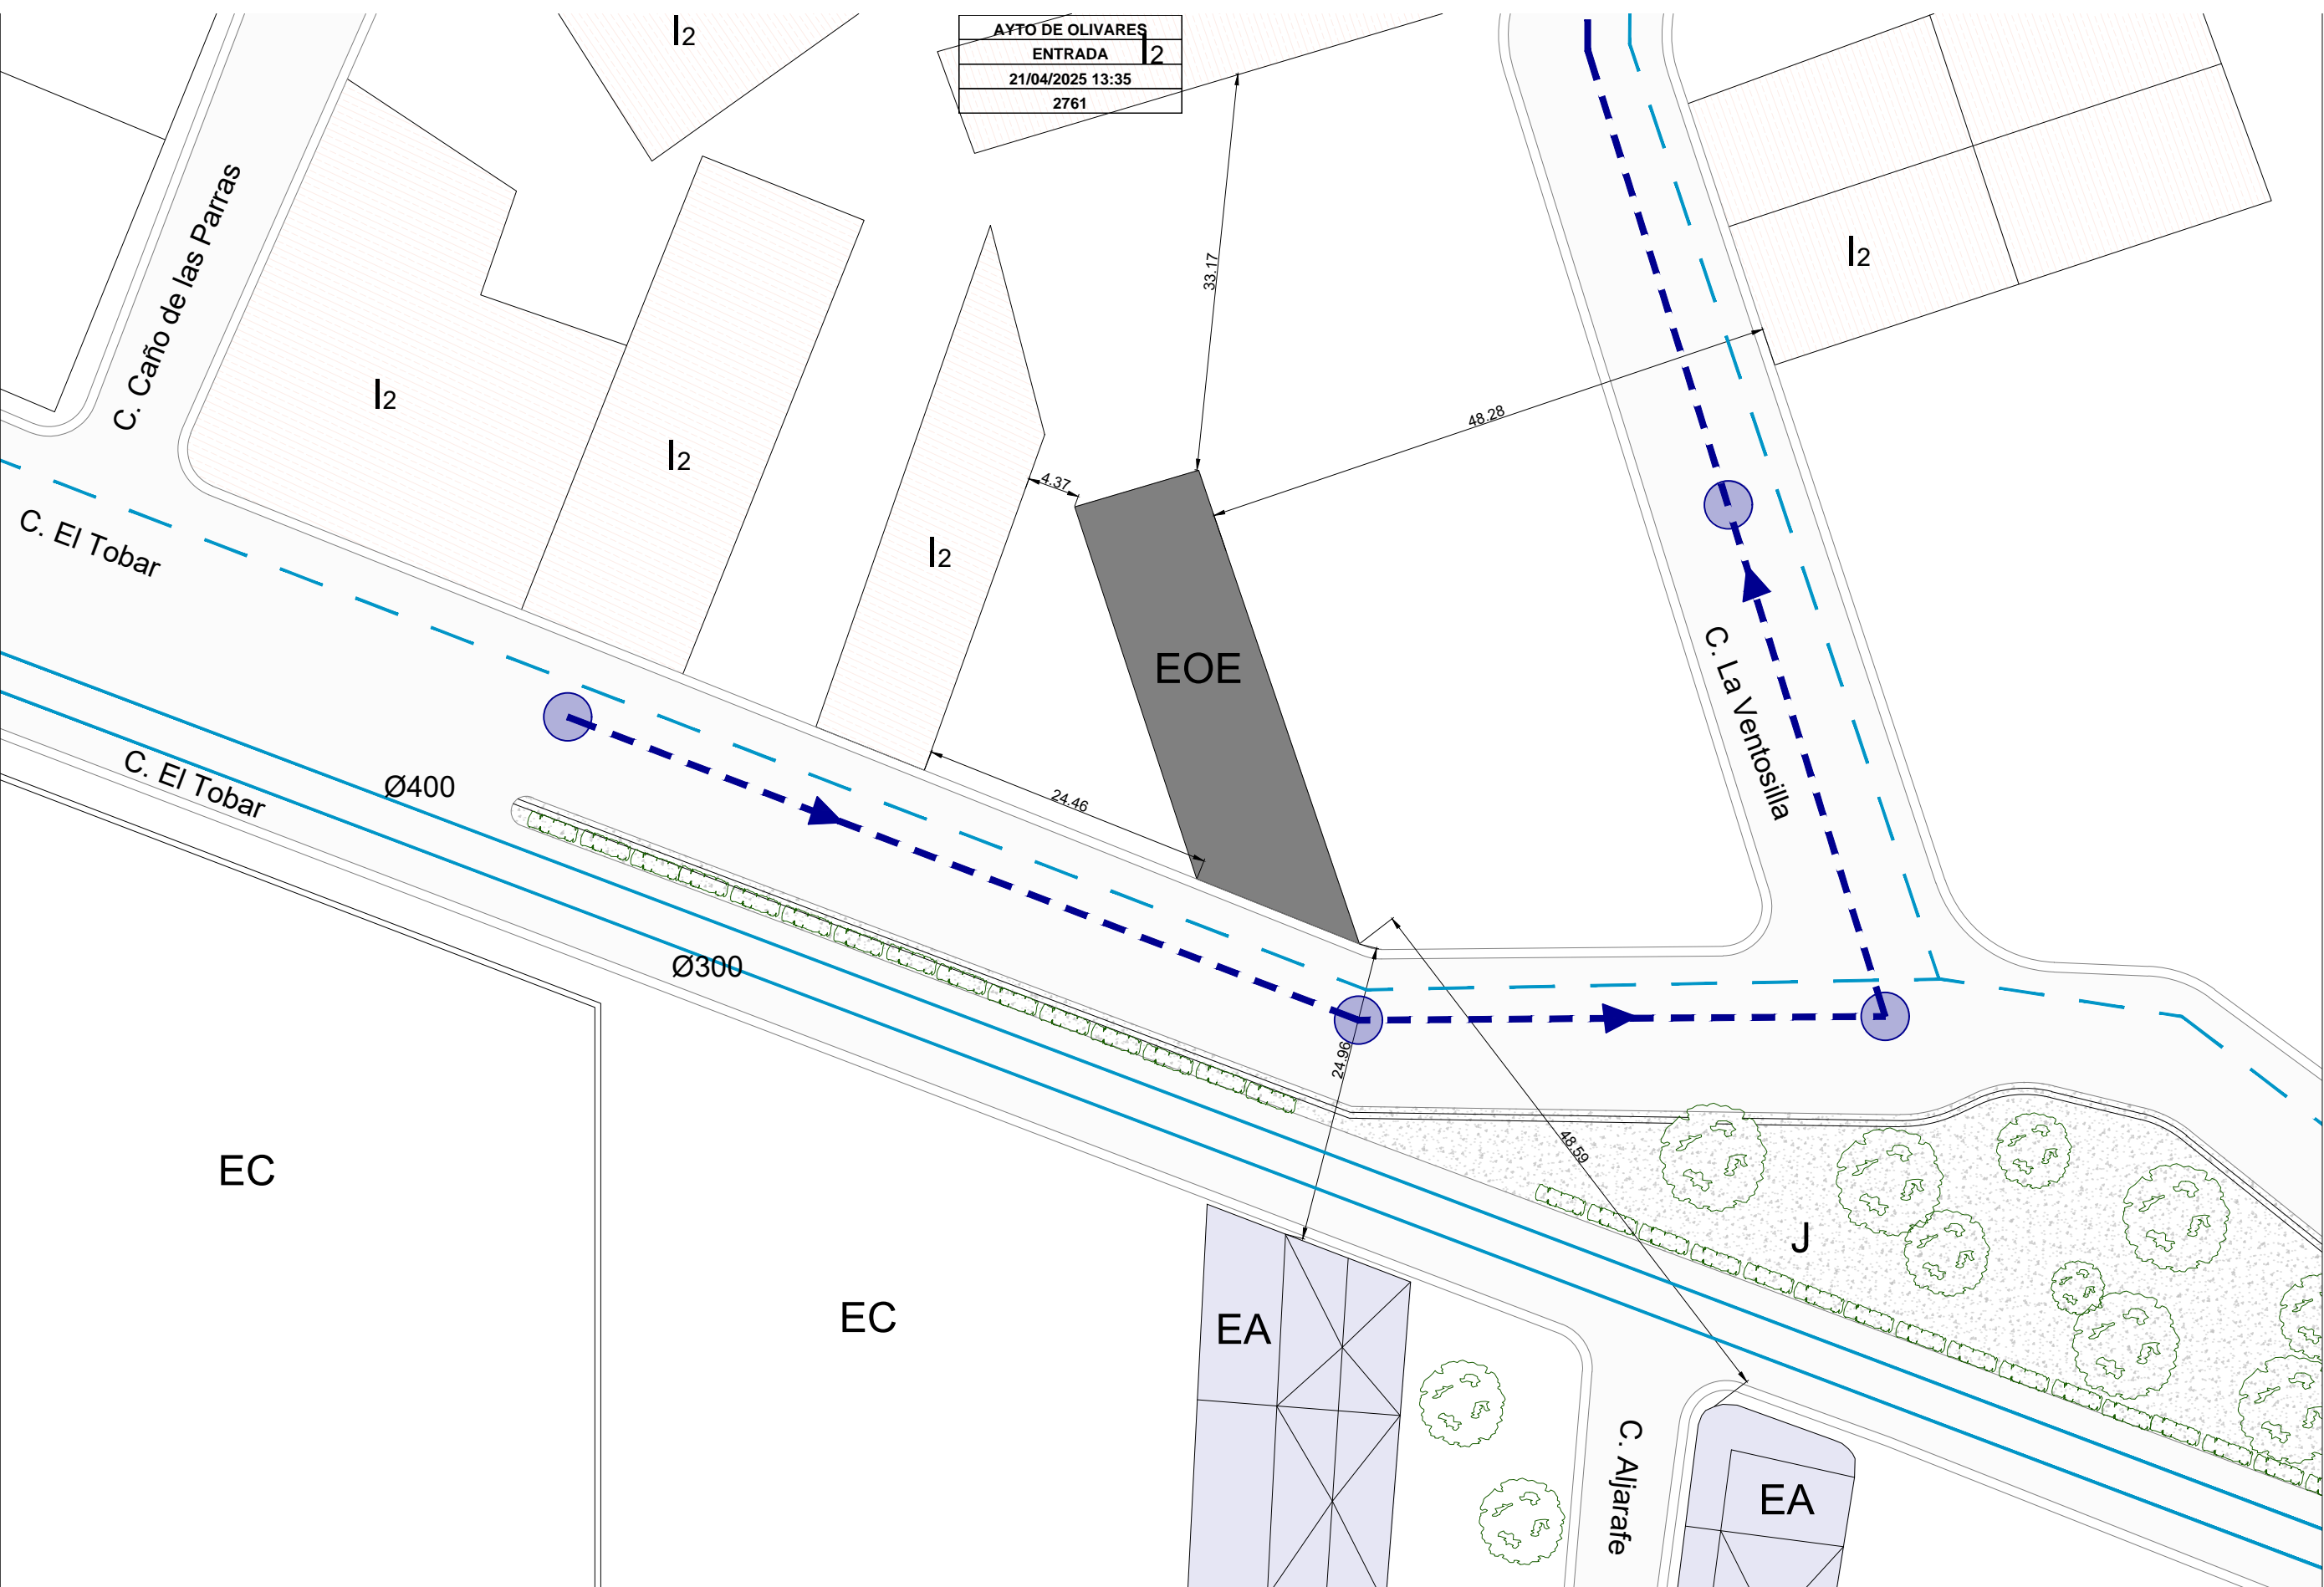 I2
AYTO DE OLIVARES
ENTRADA
I2
21/04/2025 13:35
2761
C. Caño de las Parras
33.17
I2
I2
48.28
I2
4.37
C. El Tobar
I2
EOE
C. La Ventosilla
C. El Tobar
Ø400
24.46
Ø300
24.96
48.59
EC
J
EC
EA
C. Aljarafe
EA